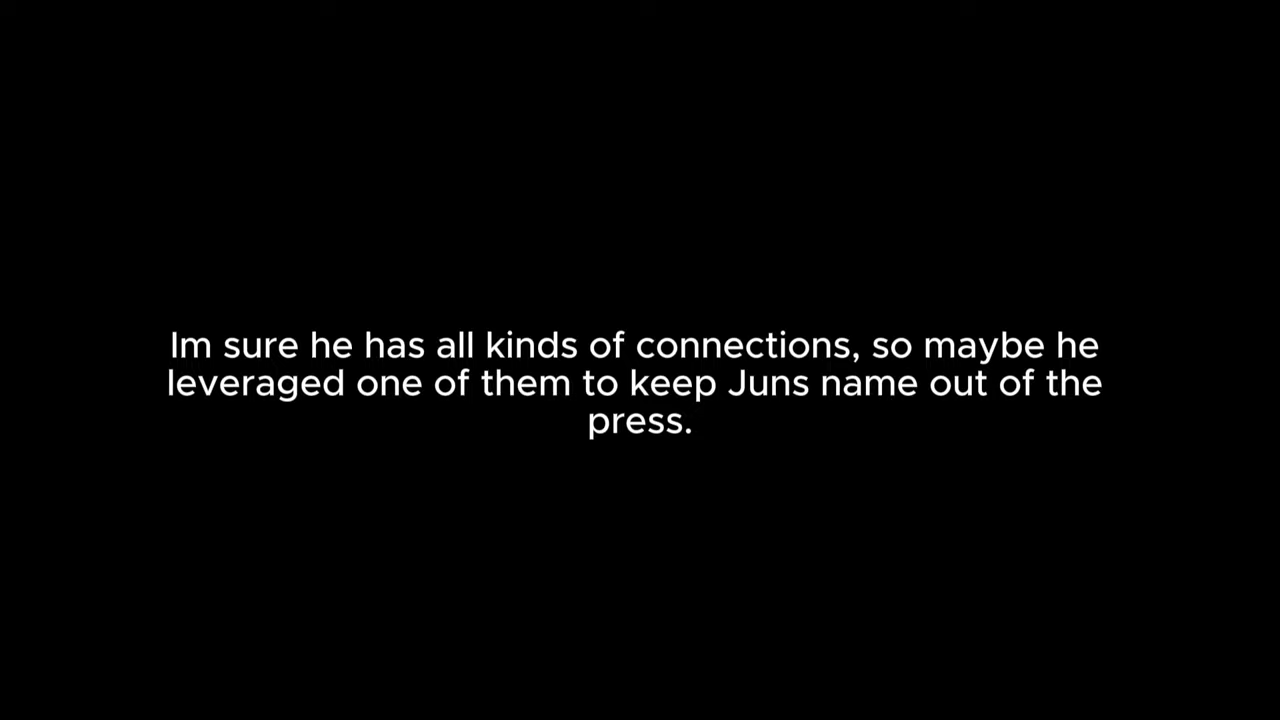 Im sure he has all kinds of connections, so maybe he
leveraged one of them to keep Juns name out of the
press.